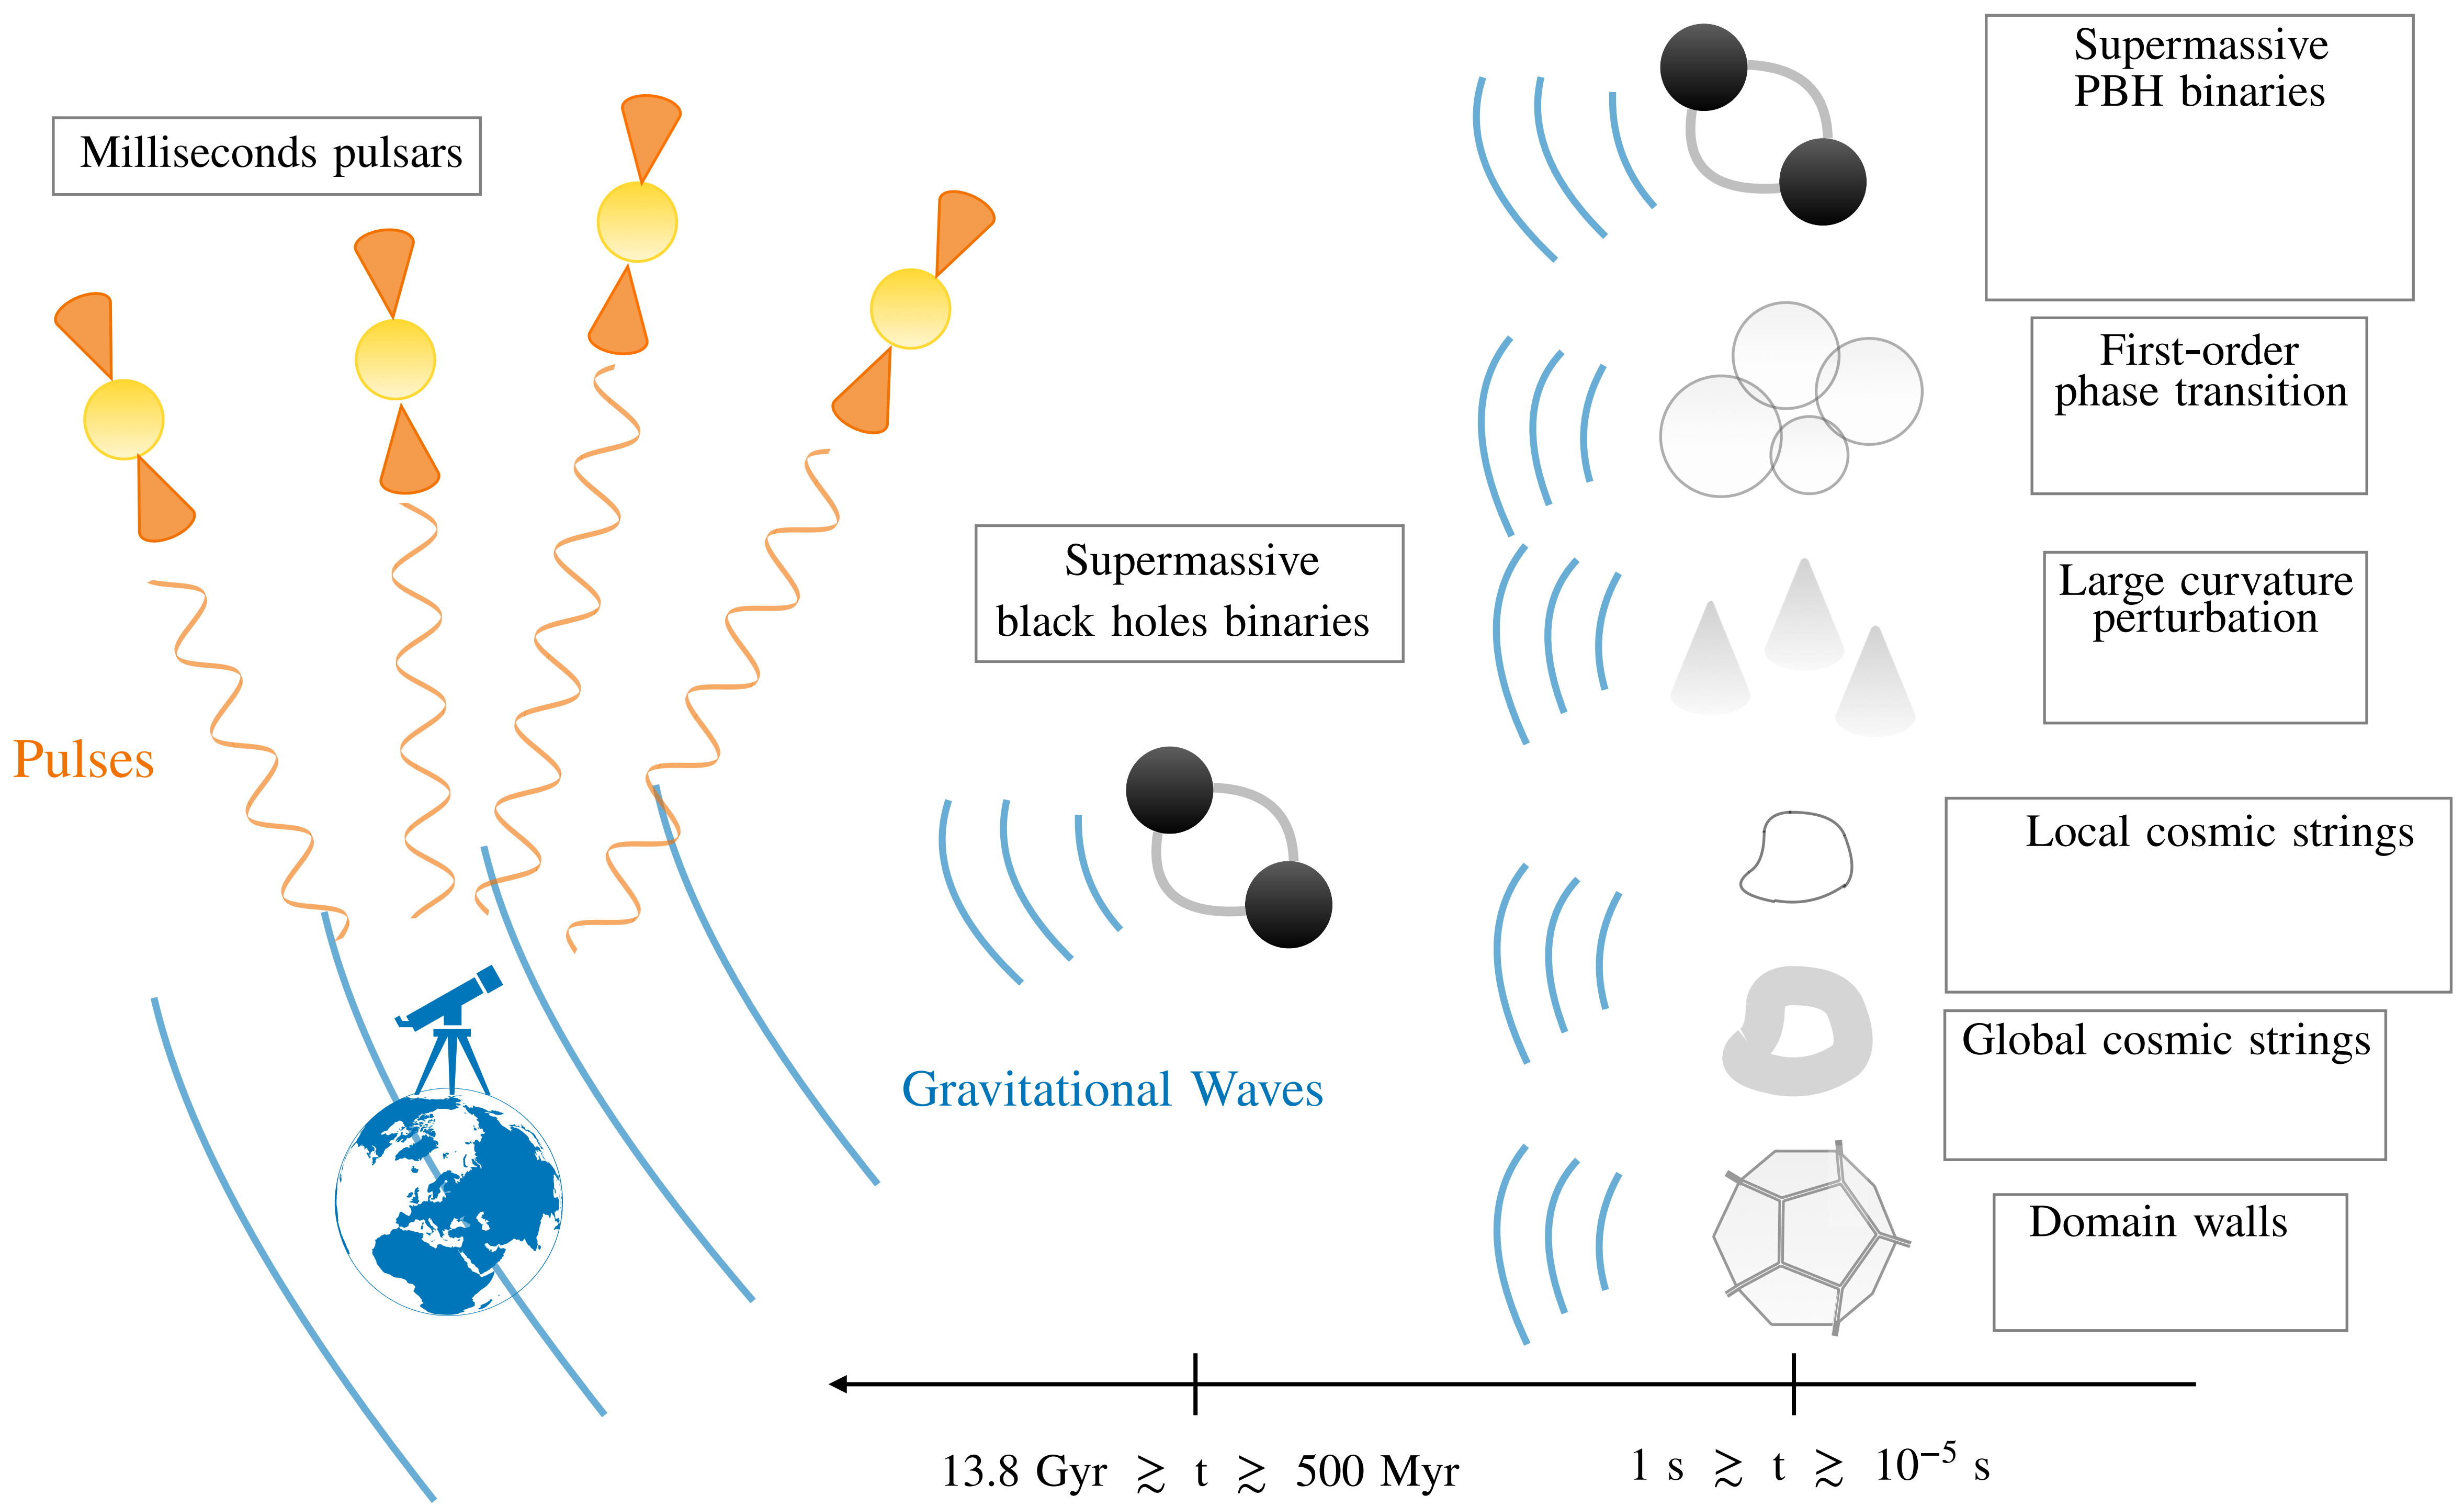 Milliseconds pulsars
Pulses
Supermassive
black holes binaries
Gravitational Waves
Supermassive
PBH binaries
First-order
phase transition
Large curvature
perturbation
Local cosmic strings
Global cosmic strings
Domain walls
13.8 Gyr ≳ t ≳ 500 Myr
1 s ≳ t ≳ 10⁻⁵ s